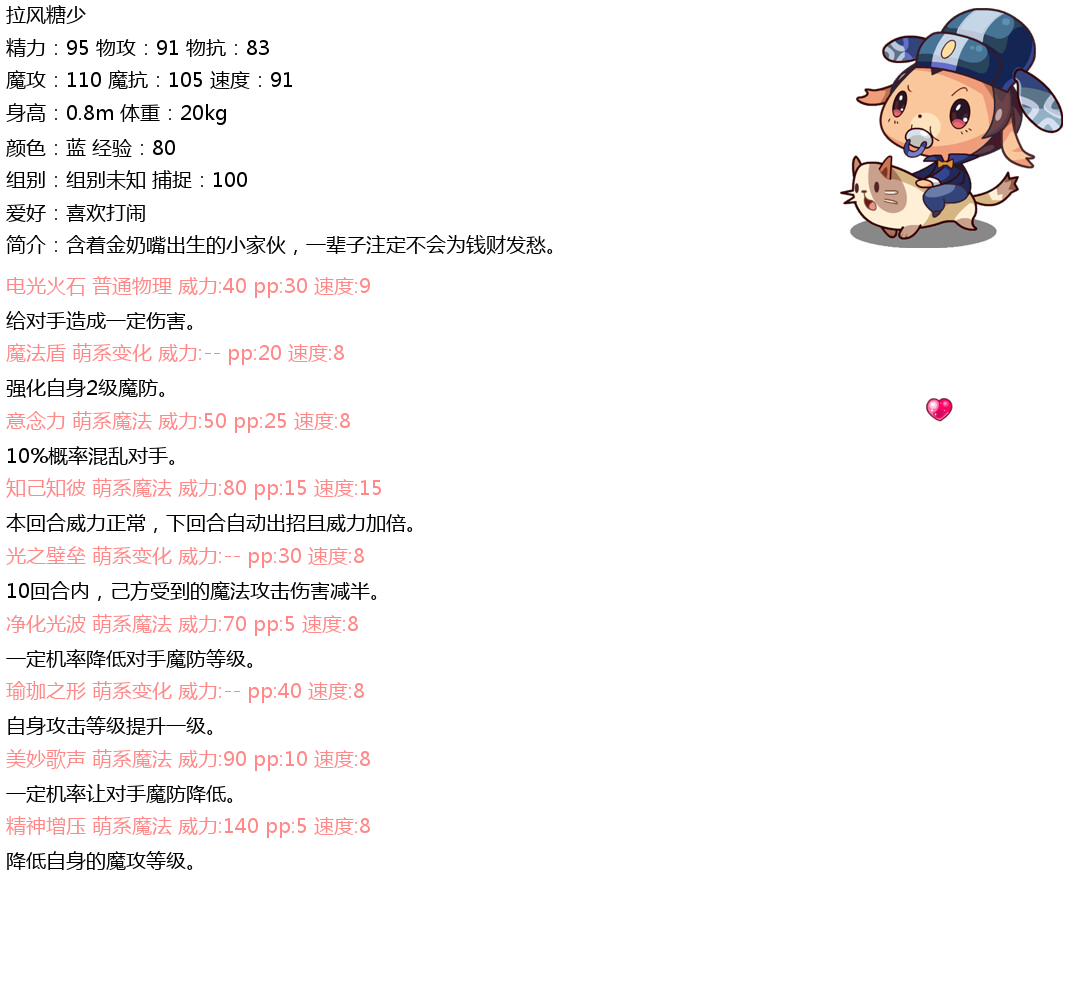 拉风糖少
精力：95 物攻：91 物抗：83
魔攻：110 魔抗：105 速度：91
身高：0.8m 体重：20kg
颜色：蓝 经验：80
组别：组别未知 捕捉：100
爱好：喜欢打闹
简介：含着金奶嘴出生的小家伙，一辈子注定不会为钱财发愁。
电光火石 普通物理 威力:40 pp:30 速度:9
给对手造成一定伤害。
魔法盾 萌系变化 威力:-- pp:20 速度:8
强化自身2级魔防。
意念力 萌系魔法 威力:50 pp:25 速度:8
10%概率混乱对手。
知己知彼 萌系魔法 威力:80 pp:15 速度:15
本回合威力正常，下回合自动出招且威力加倍。
光之壁垒 萌系变化 威力:-- pp:30 速度:8
10回合内，己方受到的魔法攻击伤害减半。
净化光波 萌系魔法 威力:70 pp:5 速度:8
一定机率降低对手魔防等级。
瑜珈之形 萌系变化 威力:-- pp:40 速度:8
自身攻击等级提升一级。
美妙歌声 萌系魔法 威力:90 pp:10 速度:8
一定机率让对手魔防降低。
精神增压 萌系魔法 威力:140 pp:5 速度:8
降低自身的魔攻等级。